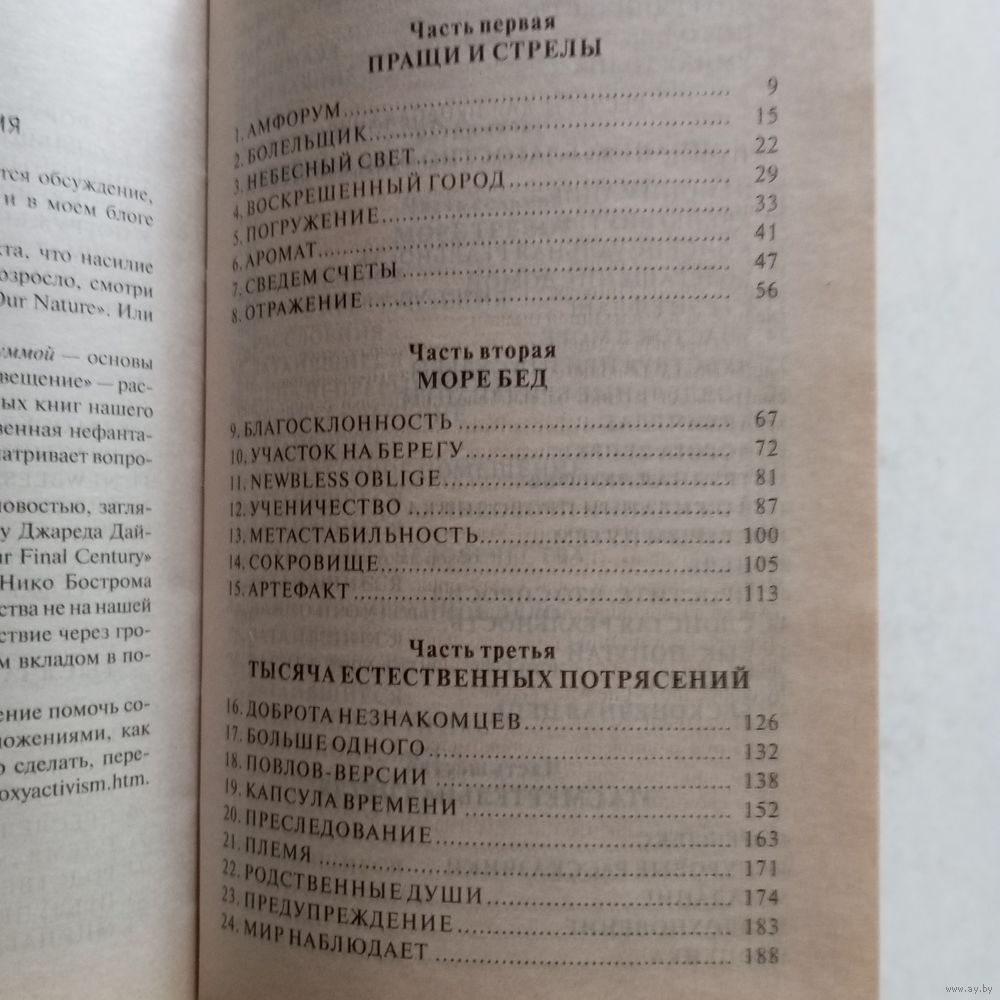 ИЯ
тся обсуждение,
и в моем блоге
кта, что насилие
озросло, смотри
Our Nature». Или
уммой — основы
вещение» — рас-
ных книг нашего
венная нефанта-
матривает вопро-
новостью, загля-
у Джареда Дай-
ur Final Century»
Нико Бострома
ства не на нашей
ствие через гро-
м вкладом в по-
ение помочь со-
ложениями, как
о сделать, пере-
oxyactivism.htm.
Часть первая
ПРАЩИ И СТРЕЛЫ
1. АМФОРУМ 9
2. БОЛЕЛЬЩИК 15
3. НЕБЕСНЫЙ СВЕТ 22
4. ВОСКРЕШЕННЫЙ ГОРОД 29
5. ПОГРУЖЕНИЕ 33
6. АРОМАТ 41
7. СВЕДЕМ СЧЕТЫ 47
8. ОТРАЖЕНИЕ 56
Часть вторая
МОРЕ БЕД
9. БЛАГОСКЛОННОСТЬ 67
10. УЧАСТОК НА БЕРЕГУ 72
11. NEWBLESS OBLIGE 81
12. УЧЕНИЧЕСТВО 87
13. МЕТАСТАБИЛЬНОСТЬ 100
14. СОКРОВИЩЕ 105
15. АРТЕФАКТ 113
Часть третья
ТЫСЯЧА ЕСТЕСТВЕННЫХ ПОТРЯСЕНИЙ
16. ДОБРОТА НЕЗНАКОМЦЕВ 126
17. БОЛЬШЕ ОДНОГО 132
18. ПОВЛОВ-ВЕРСИИ 138
19. КАПСУЛА ВРЕМЕНИ 152
20. ПРЕСЛЕДОВАНИЕ 163
21. ПЛЕМЯ 171
22. РОДСТВЕННЫЕ ДУШИ 174
23. ПРЕДУПРЕЖДЕНИЕ 183
24. МИР НАБЛЮДАЕТ 188
www.ay.by